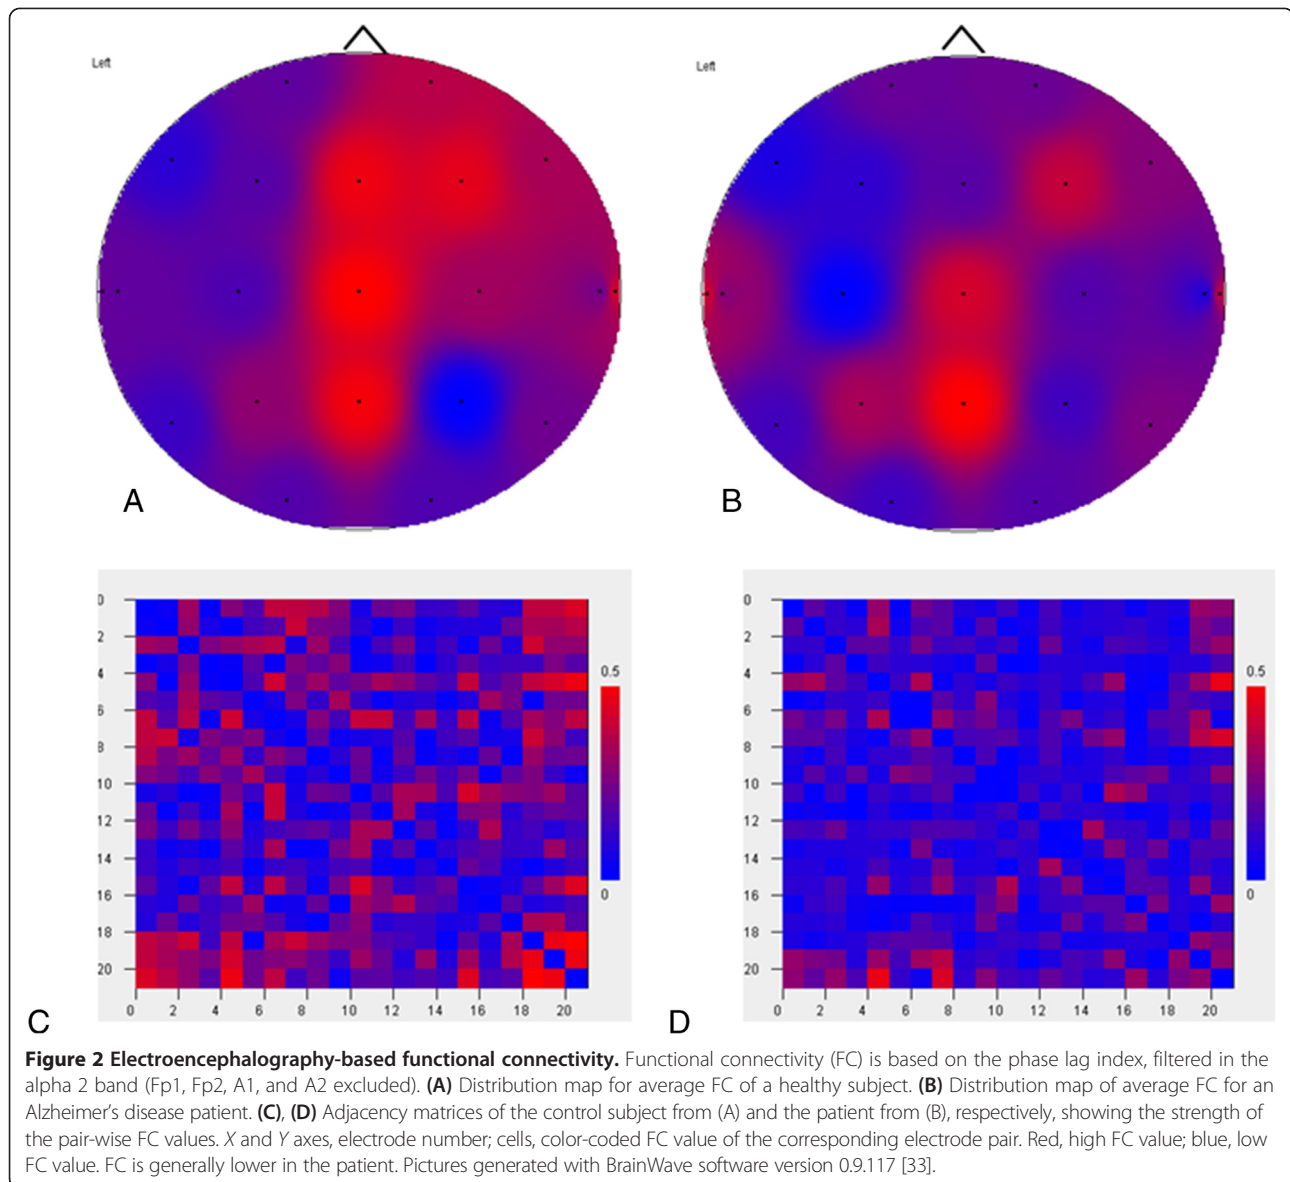 Left
Left
A
B
0
2
4
6
8
10
12
14
16
18
20
0 2 4 6 8 10 12 14 16 18 20
0.5
0
C
0
2
4
6
8
10
12
14
16
18
20
0 2 4 6 8 10 12 14 16 18 20
0.5
0
D
Figure 2 Electroencephalography-based functional connectivity. Functional connectivity (FC) is based on the phase lag index, filtered in the
alpha 2 band (Fp1, Fp2, A1, and A2 excluded). (A) Distribution map for average FC of a healthy subject. (B) Distribution map of average FC for an
Alzheimer's disease patient. (C), (D) Adjacency matrices of the control subject from (A) and the patient from (B), respectively, showing the strength of
the pair-wise FC values. X and Y axes, electrode number; cells, color-coded FC value of the corresponding electrode pair. Red, high FC value; blue, low
FC value. FC is generally lower in the patient. Pictures generated with BrainWave software version 0.9.117 [33].